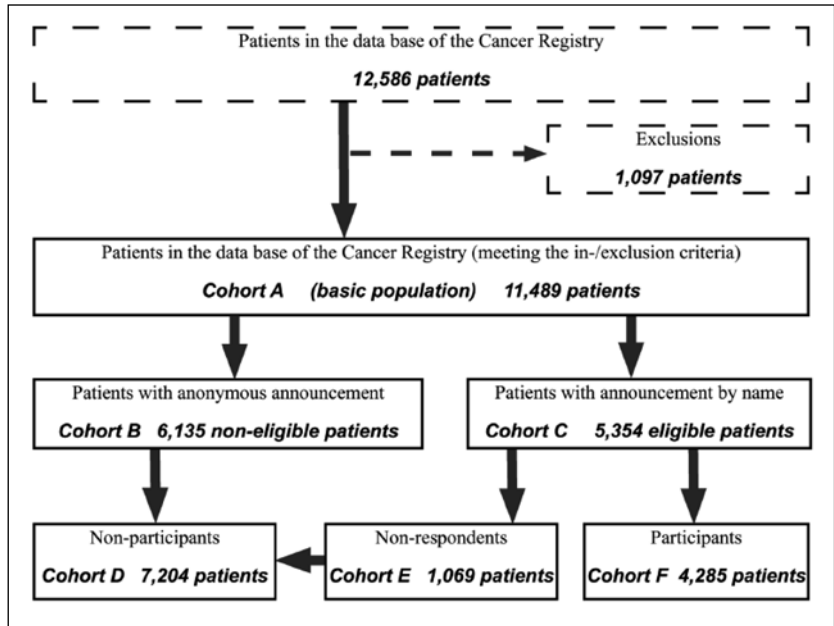 Patients in the data base of the Cancer Registry
12,586 patients
Exclusions
1,097 patients
Patients in the data base of the Cancer Registry (meeting the in-/exclusion criteria)
Cohort A (basic population) 11,489 patients
Patients with anonymous announcement
Cohort B 6,135 non-eligible patients
Patients with announcement by name
Cohort C 5,354 eligible patients
Non-participants
Cohort D 7,204 patients
Non-respondents
Cohort E 1,069 patients
Participants
Cohort F 4,285 patients